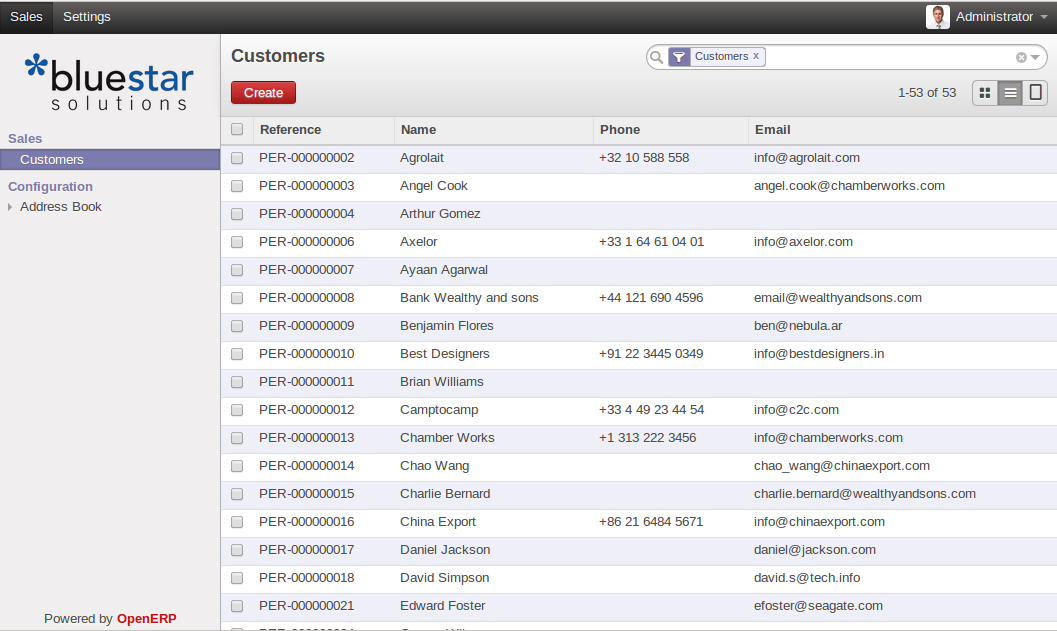 Sales Settings Administrator
bluestar
solutions
Sales
Customers
Configuration
Address Book
Powered by OpenERP
Customers
Customers x
Create
1-53 of 53
Reference Name Phone Email
PER-000000002 Agrolait +32 10 588 558 info@agrolait.com
PER-000000003 Angel Cook angel.cook@chamberworks.com
PER-000000004 Arthur Gomez
PER-000000006 Axelor +33 1 64 61 04 01 info@axelor.com
PER-000000007 Ayaan Agarwal
PER-000000008 Bank Wealthy and sons +44 121 690 4596 email@wealthyandsons.com
PER-000000009 Benjamin Flores ben@nebula.ar
PER-000000010 Best Designers +91 22 3445 0349 info@bestdesigners.in
PER-000000011 Brian Williams
PER-000000012 Camptocamp +33 4 49 23 44 54 info@c2c.com
PER-000000013 Chamber Works +1 313 222 3456 info@chamberworks.com
PER-000000014 Chao Wang chao_wang@chinaexport.com
PER-000000015 Charlie Bernard charlie.bernard@wealthyandsons.com
PER-000000016 China Export +86 21 6484 5671 info@chinaexport.com
PER-000000017 Daniel Jackson daniel@jackson.com
PER-000000018 David Simpson david.s@tech.info
PER-000000021 Edward Foster efoster@seagate.com